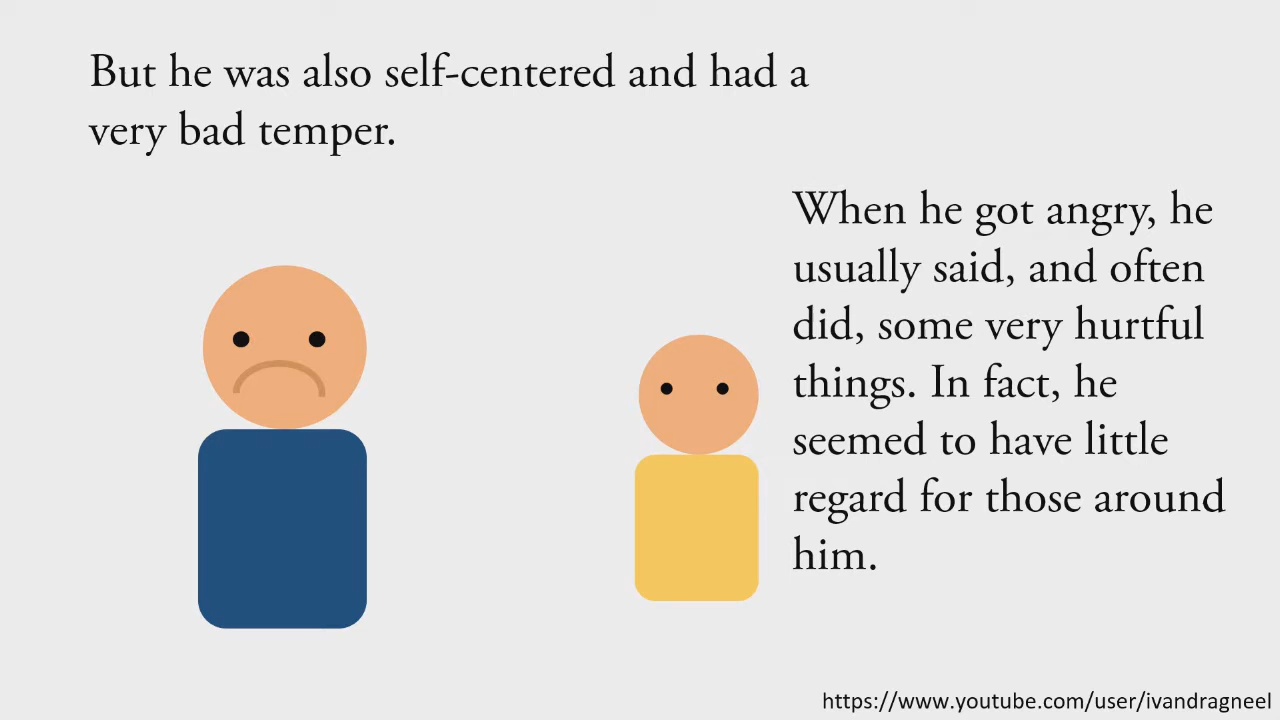 But he was also self-centered and had a
very bad temper.
When he got angry, he
usually said, and often
did, some very hurtful
things. In fact, he
seemed to have little
regard for those around
him.
https://www.youtube.com/user/ivandragneel